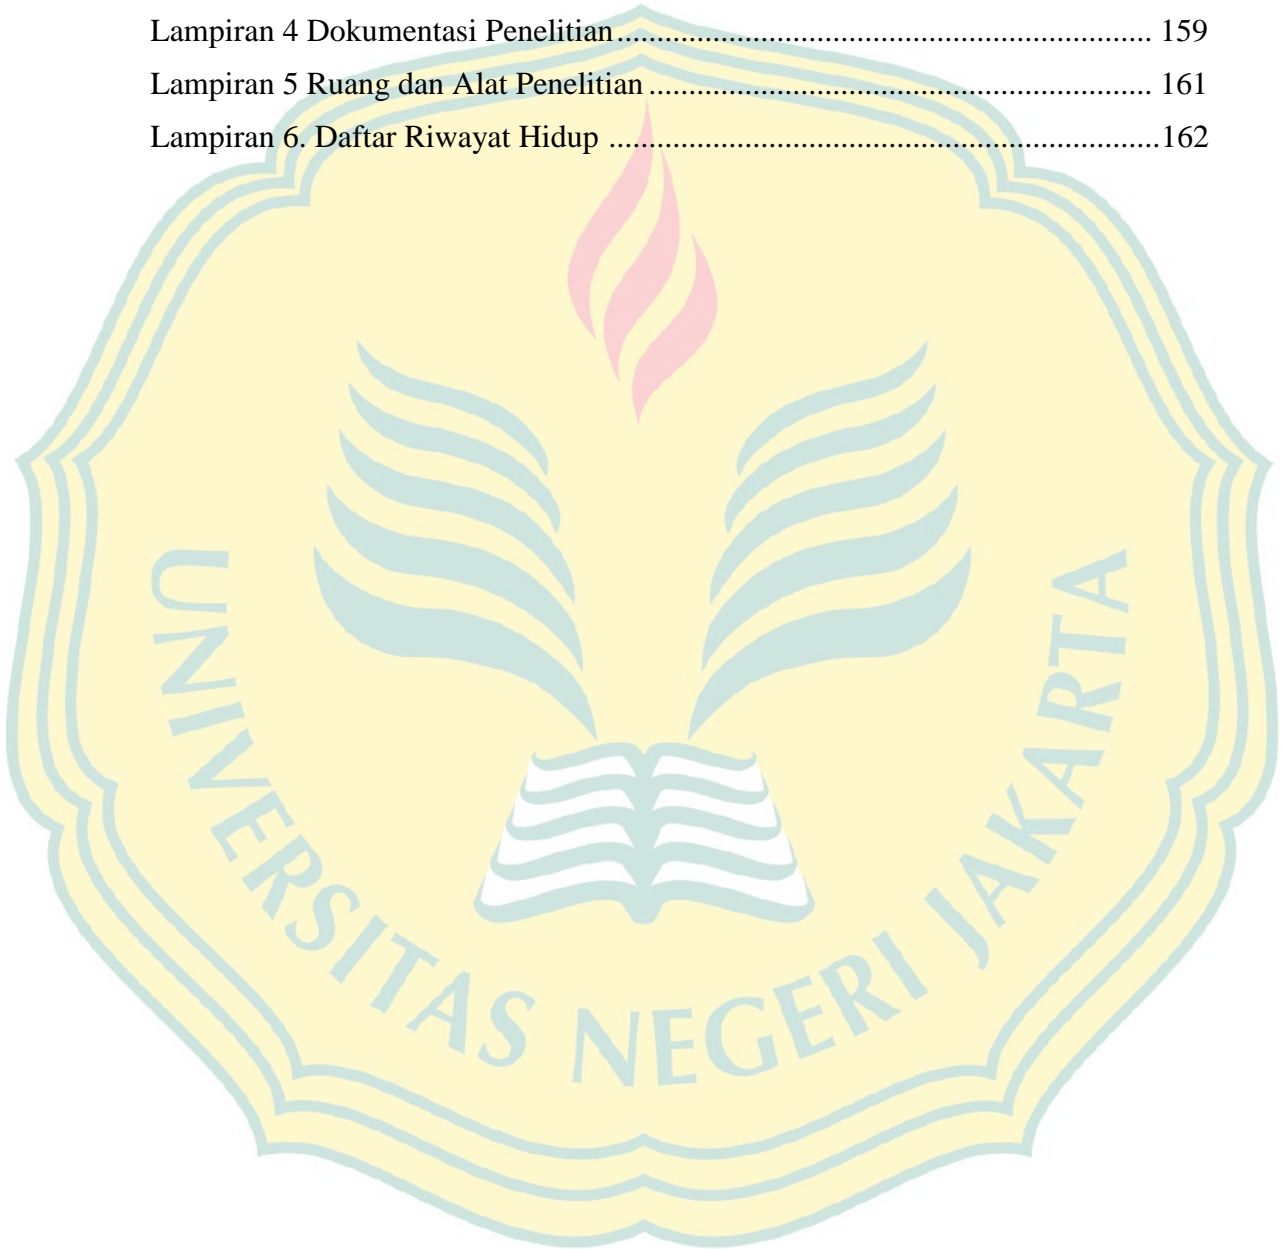 Lampiran 4 Dokumentasi Penelitian.................................................................... 159
Lampiran 5 Ruang dan Alat Penelitian ................................................................ 161
Lampiran 6. Daftar Riwayat Hidup ......................................................................162
UNIVERSITAS NEGERI JAKARTA